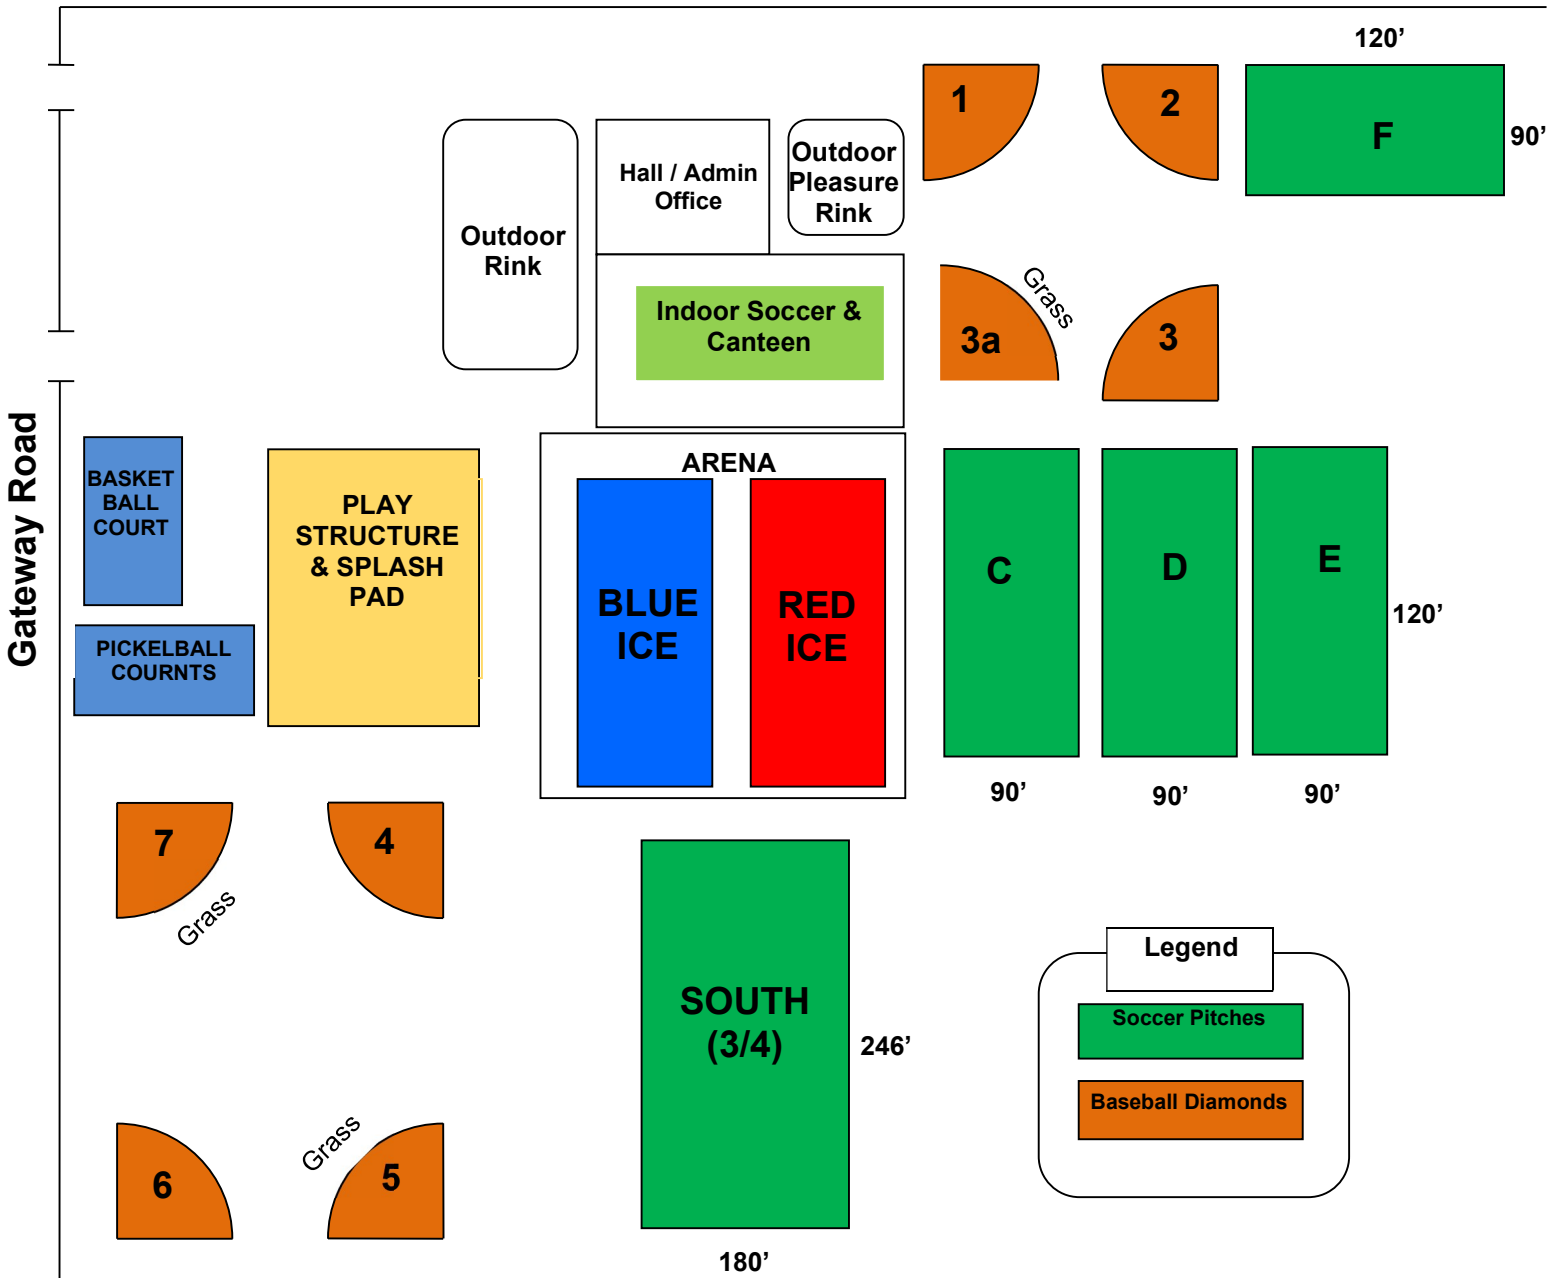 120’
1
2
F
90’
Hall / Admin
Office
Outdoor
Pleasure
Rink
Outdoor
Rink
Indoor Soccer &
Canteen
Grass
3a
3
Gateway Road
BASKET
BALL
COURT
PLAY
STRUCTURE
& SPLASH
PAD
ARENA
BLUE
ICE
RED
ICE
C
D
E
120’
PICKELBALL
COURNTS
90’
90’
90’
7
4
Grass
SOUTH
(3/4)
246’
Legend
Soccer Pitches
Baseball Diamonds
Grass
6
5
180’